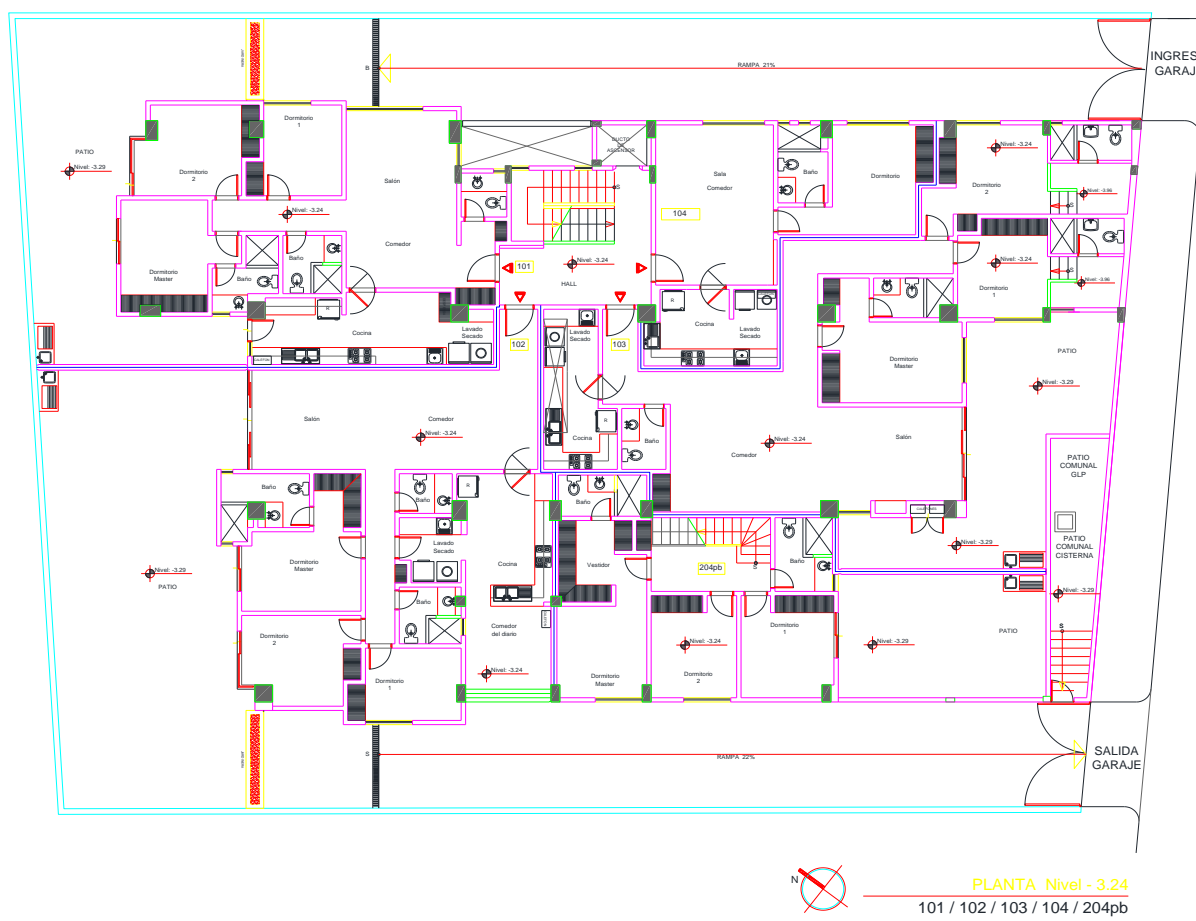 INGRES
GARAJ
RAMPA 21%
B
DUCTO
DE
ASCENSOR
Dormitorio
1
PATIO
Nivel: -3.29
Dormitorio
2
Salón
Nivel: -3.24
Comedor
Sala
Comedor
104
Baño
Dormitorio
Nivel: -3.24
Dormitorio
2
Nivel: -3.96
S
S
101
Nivel: -3.24
HALL
Dormitorio
Master
Baño
Baño
Nivel: -3.24
Dormitorio
1
Nivel: -3.96
S
Baño
R
Cocina
Lavado
Secado
102
Lavado
Secado
103
R
Cocina
Lavado
Secado
Dormitorio
Master
PATIO
Nivel: -3.29
Salón
Comedor
Nivel: -3.24
R
Cocina
Baño
Nivel: -3.24
Comedor
Salón
PATIO
COMUNAL
GLP
Baño
R
Baño
Baño
PATIO
COMUNAL
CISTERNA
Nivel: -3.29
PATIO
Dormitorio
Master
Lavado
Secado
Cocina
Vestidor
204pb
S
Baño
Nivel: -3.29
Nivel: -3.29
Baño
Comedor
del diario
Dormitorio
2
Dormitorio
1
Nivel: -3.24
Dormitorio
Master
Nivel: -3.24
Dormitorio
2
Dormitorio
1
Nivel: -3.29
PATIO
S
S
RAMPA 22%
SALIDA
GARAJE
N
PLANTA Nivel - 3.24
101 / 102 / 103 / 104 / 204pb